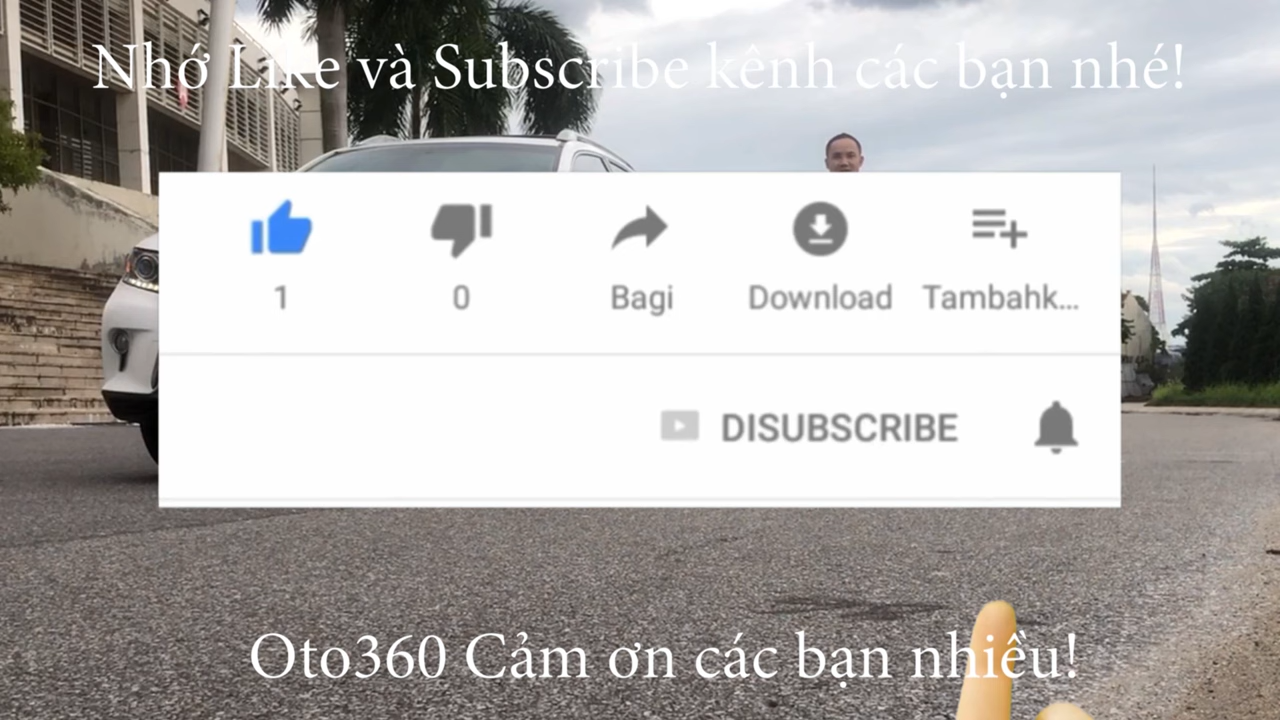 Nhớ Like và Subscribe kênh các bạn nhé!
1 0 Bagi Download Tambahk...
DISUBSCRIBE
Oto360 Cảm ơn các bạn nhiều!